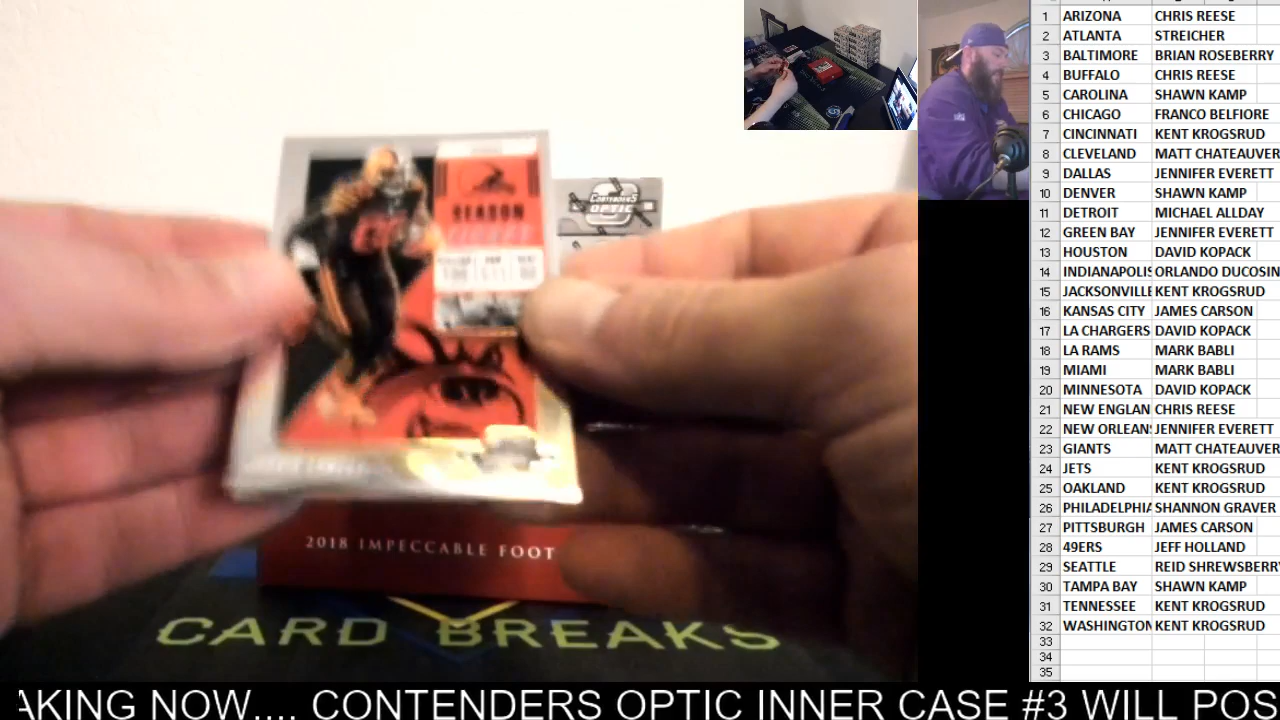 SEASON
CONTENDERS
OPTIC
2018 IMPECCABLE FOOT
CARD BREAKS
1 ARIZONA CHRIS REESE
2 ATLANTA STREICHER
3 BALTIMORE BRIAN ROSEBERRY
4 BUFFALO CHRIS REESE
5 CAROLINA SHAWN KAMP
6 CHICAGO FRANCO BELFIORE
7 CINCINNATI KENT KROGSRUD
8 CLEVELAND MATT CHATEAUVER
9 DALLAS JENNIFER EVERETT
10 DENVER SHAWN KAMP
11 DETROIT MICHAEL ALLDAY
12 GREEN BAY JENNIFER EVERETT
13 HOUSTON DAVID KOPACK
14 INDIANAPOLIS ORLANDO DUCOSIN
15 JACKSONVILLE KENT KROGSRUD
16 KANSAS CITY JAMES CARSON
17 LA CHARGERS DAVID KOPACK
18 LA RAMS MARK BABLI
19 MIAMI MARK BABLI
20 MINNESOTA DAVID KOPACK
21 NEW ENGLAN CHRIS REESE
22 NEW ORLEANS JENNIFER EVERETT
23 GIANTS MATT CHATEAUVER
24 JETS KENT KROGSRUD
25 OAKLAND KENT KROGSRUD
26 PHILADELPHIA SHANNON GRAVER
27 PITTSBURGH JAMES CARSON
28 49ERS JEFF HOLLAND
29 SEATTLE REID SHREWSBERRY
30 TAMPA BAY SHAWN KAMP
31 TENNESSEE KENT KROGSRUD
32 WASHINGTON KENT KROGSRUD
33
34
35
AKING NOW.... CONTENDERS OPTIC INNER CASE #3 WILL POS